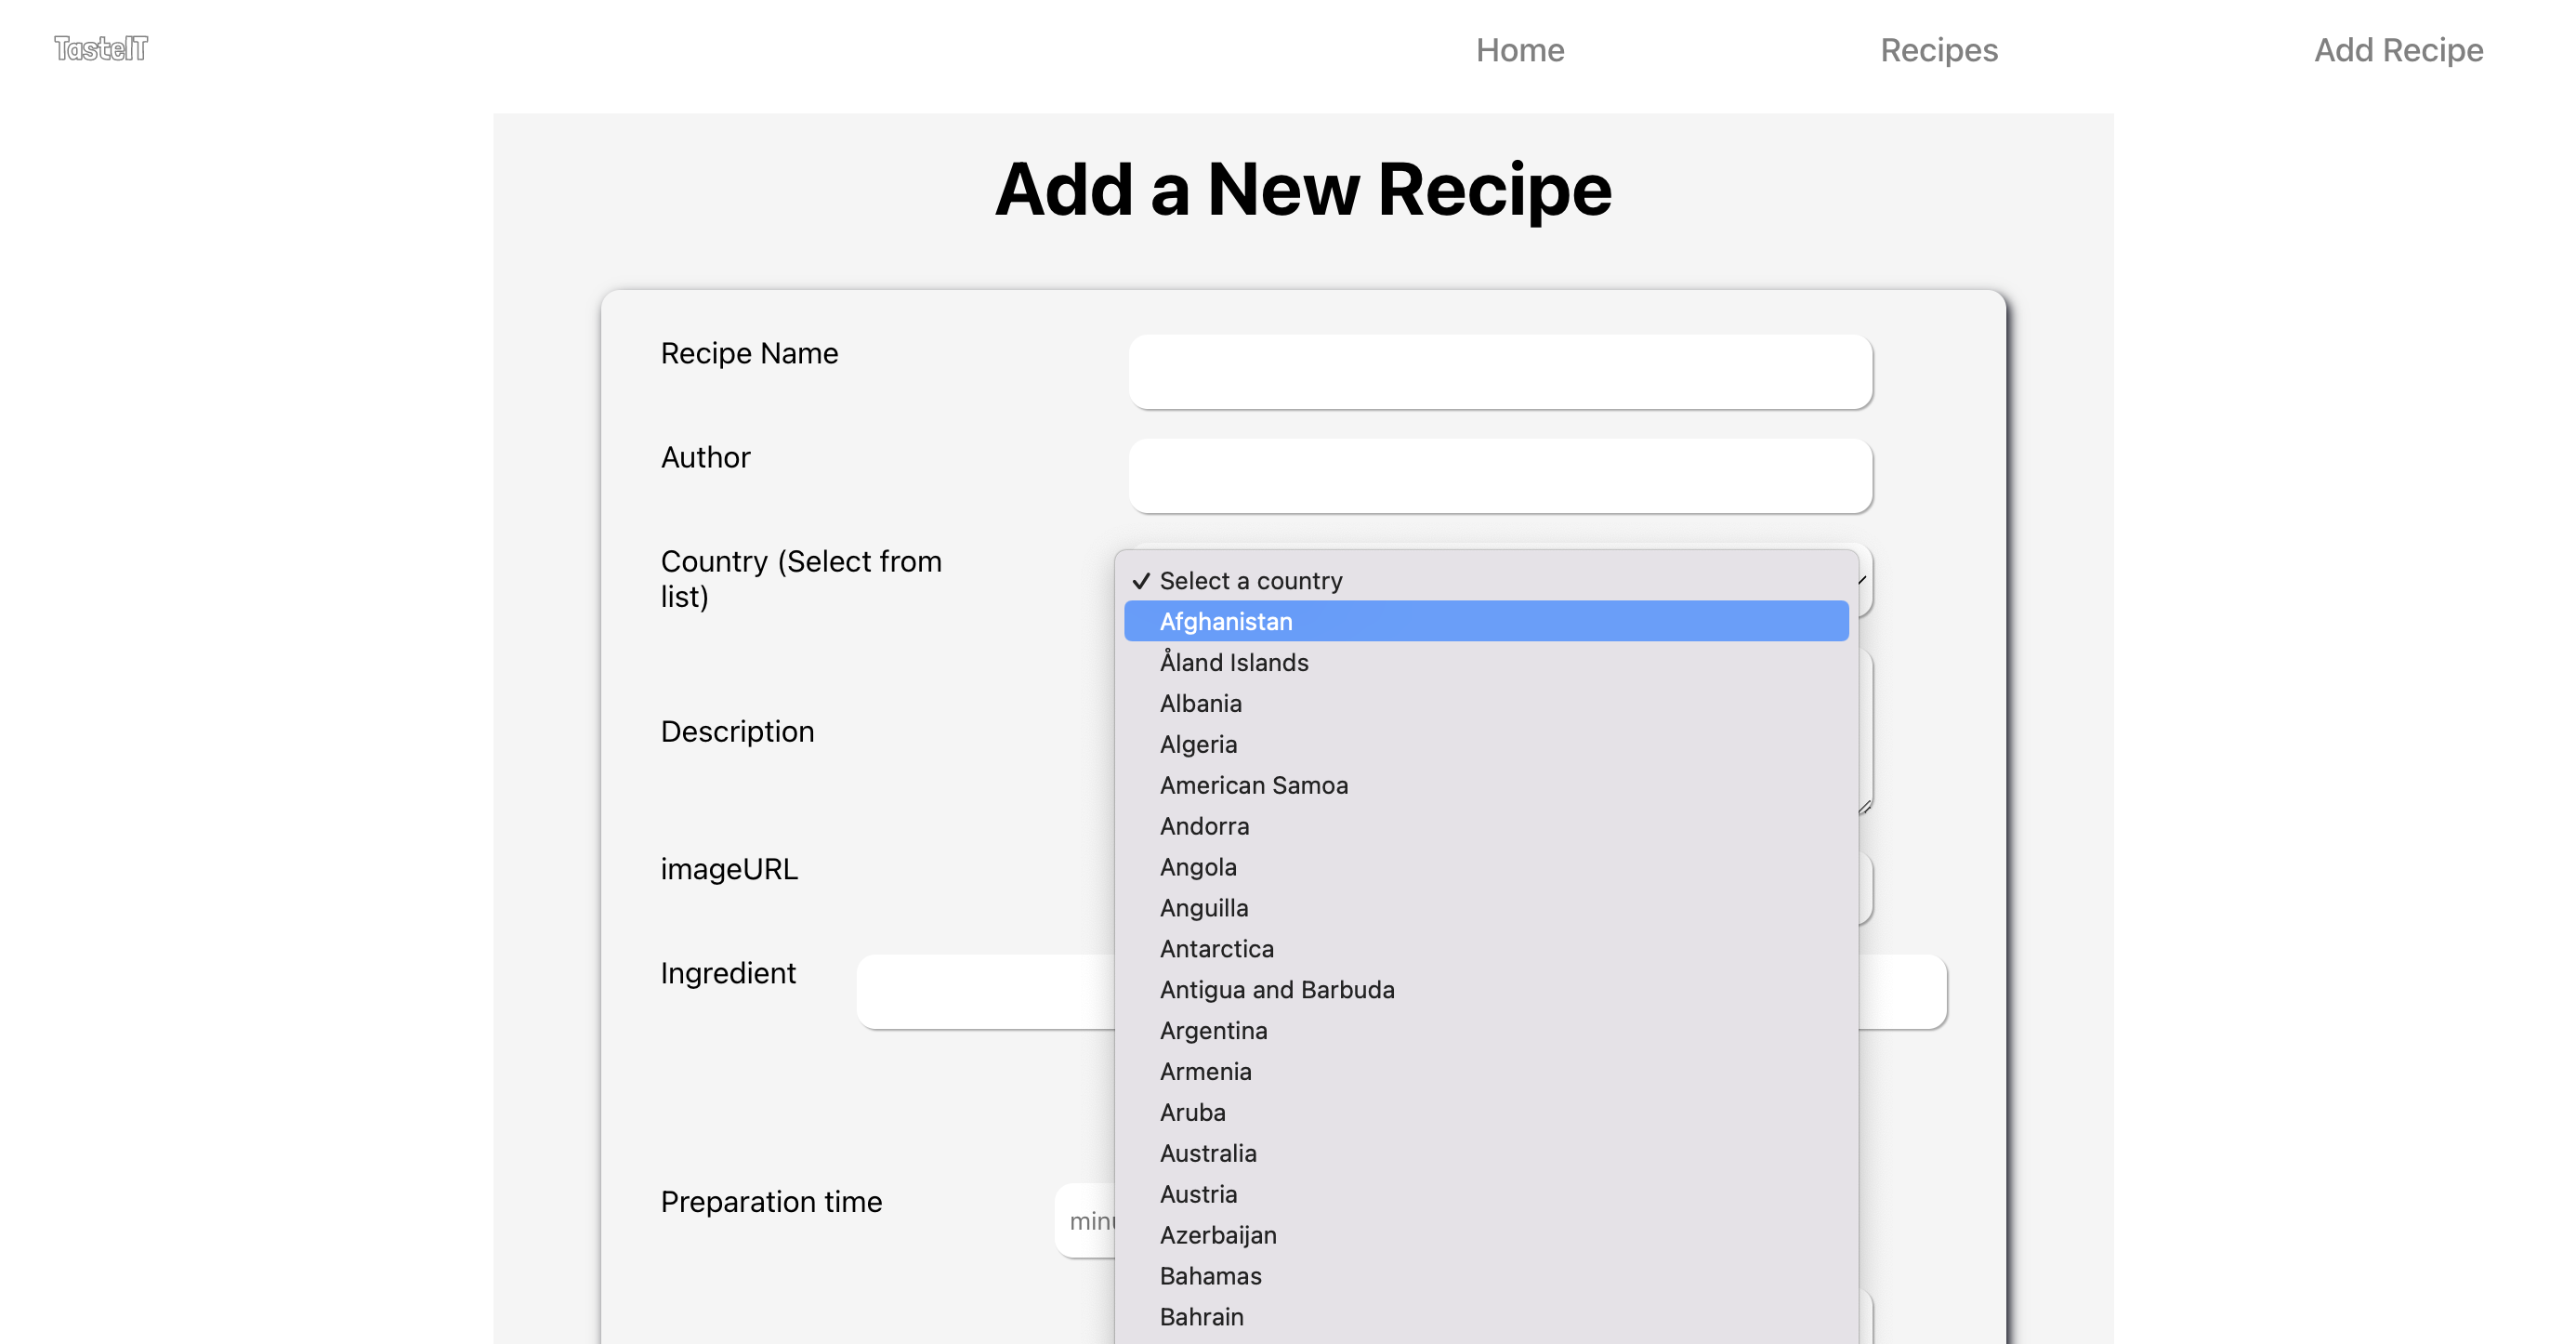 TasteIT
Home
Recipes
Add Recipe
Add a New Recipe
Recipe Name
Author
Country (Select from
list)
Select a country
Afghanistan
Åland Islands
Albania
Algeria
American Samoa
Andorra
Angola
Anguilla
Antarctica
Antigua and Barbuda
Argentina
Armenia
Aruba
Australia
Austria
Azerbaijan
Bahamas
Bahrain
Description
imageURL
Ingredient
Preparation time